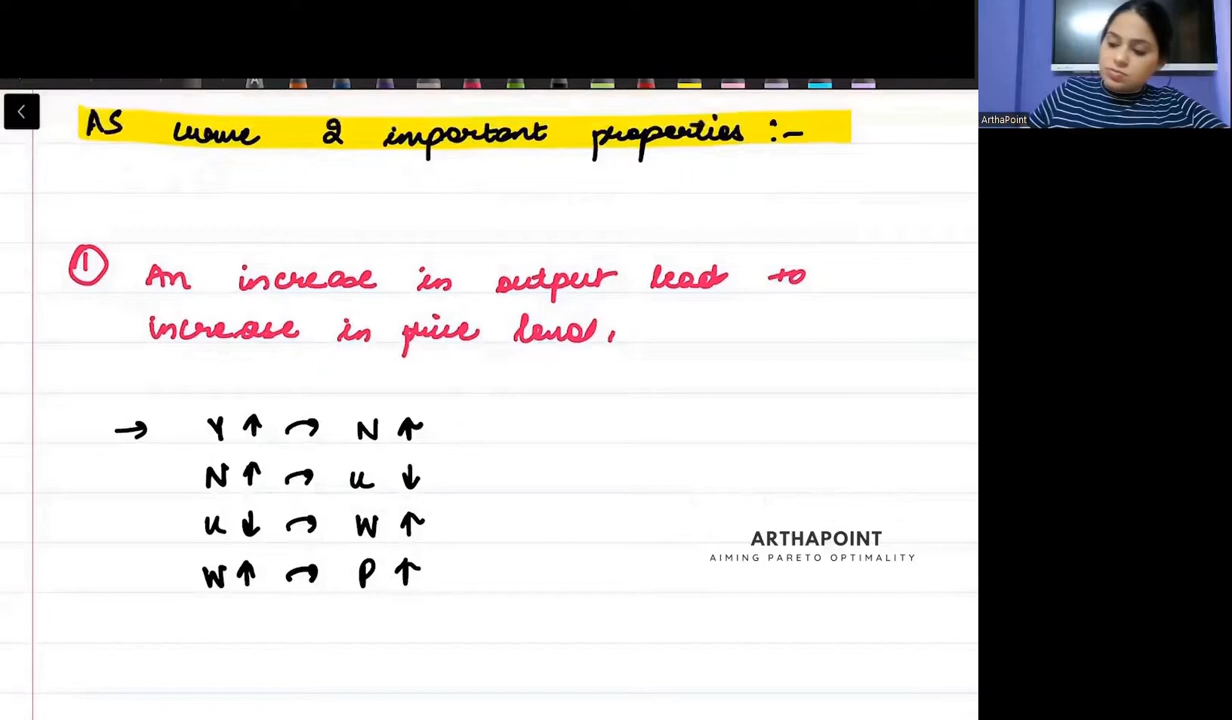 AS curve 2 important properties :-
① An increase in output lead to
increase in price level.
→ Y ↑ → N ↑
N ↑ → u ↓
u ↓ → W ↑
W ↑ → P ↑
ARTHAPOINT
AIMING PARETO OPTIMALITY
ArthaPoint